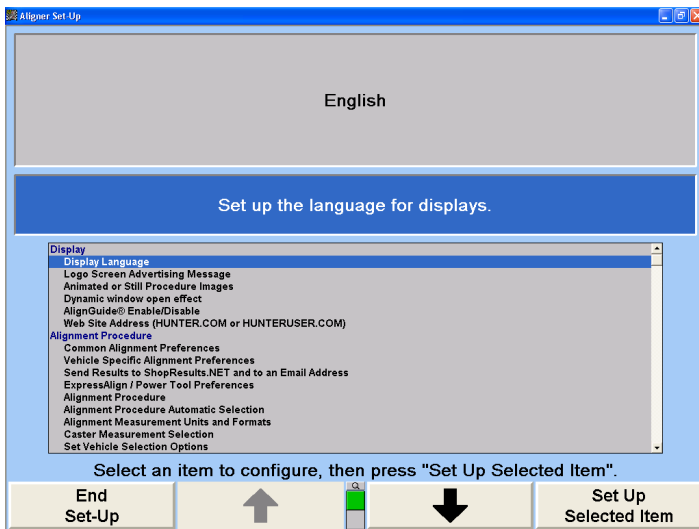 Aligner Set-Up
English
Set up the language for displays.
Display
Display Language
Logo Screen Advertising Message
Animated or Still Procedure Images
Dynamic window open effect
AlignGuide® Enable/Disable
Web Site Address (HUNTER.COM or HUNTERUSER.COM)
Alignment Procedure
Common Alignment Preferences
Vehicle Specific Alignment Preferences
Send Results to ShopResults.NET and to an Email Address
ExpressAlign / Power Tool Preferences
Alignment Procedure
Alignment Procedure Automatic Selection
Alignment Measurement Units and Formats
Caster Measurement Selection
Set Vehicle Selection Options
Select an item to configure, then press "Set Up Selected Item".
End
Set-Up
Set Up
Selected Item